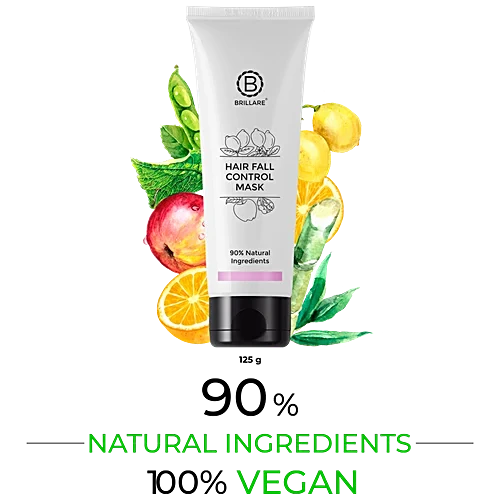 B
BRILLARE®
HAIR FALL
CONTROL
MASK
90% Natural
Ingredients
125 g
90%
NATURAL INGREDIENTS
100% VEGAN